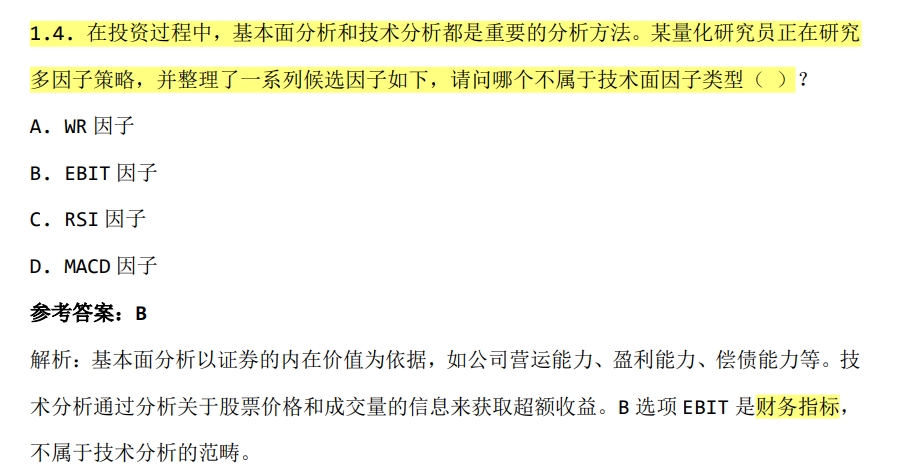 1.4. 在投资过程中，基本面分析和技术分析都是重要的分析方法。某量化研究员正在研究
多因子策略，并整理了一系列候选因子如下，请问哪个不属于技术面因子类型（ ）？
A. WR 因子
B. EBIT 因子
C. RSI 因子
D. MACD 因子
参考答案：B
解析：基本面分析以证券的内在价值为依据，如公司营运能力、盈利能力、偿债能力等。技
术分析通过分析关于股票价格和成交量的信息来获取超额收益。B 选项 EBIT 是财务指标，
不属于技术分析的范畴。